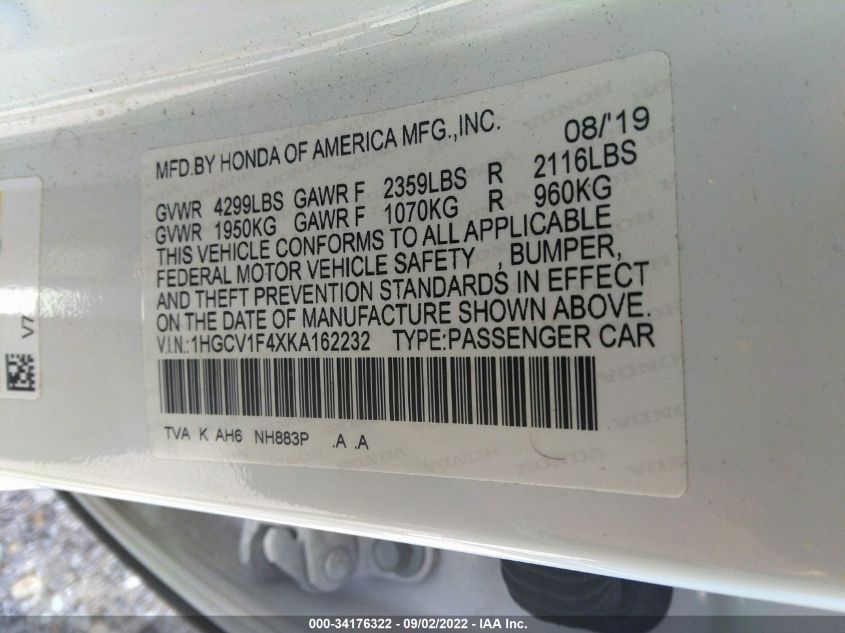 MFD.BY HONDA OF AMERICA MFG.,INC. 08/'19
GVWR 4299LBS GAWR F 2359LBS R 2116LBS
GVWR 1950KG GAWR F 1070KG R 960KG
THIS VEHICLE CONFORMS TO ALL APPLICABLE
FEDERAL MOTOR VEHICLE SAFETY , BUMPER,
AND THEFT PREVENTION STANDARDS IN EFFECT
ON THE DATE OF MANUFACTURE SHOWN ABOVE.
V.I.N.:1HGCV1F4XKA162232 TYPE:PASSENGER CAR
TVA K AH6 NH883P .A .A
V7
000-34176322 - 09/02/2022 - IAA Inc.